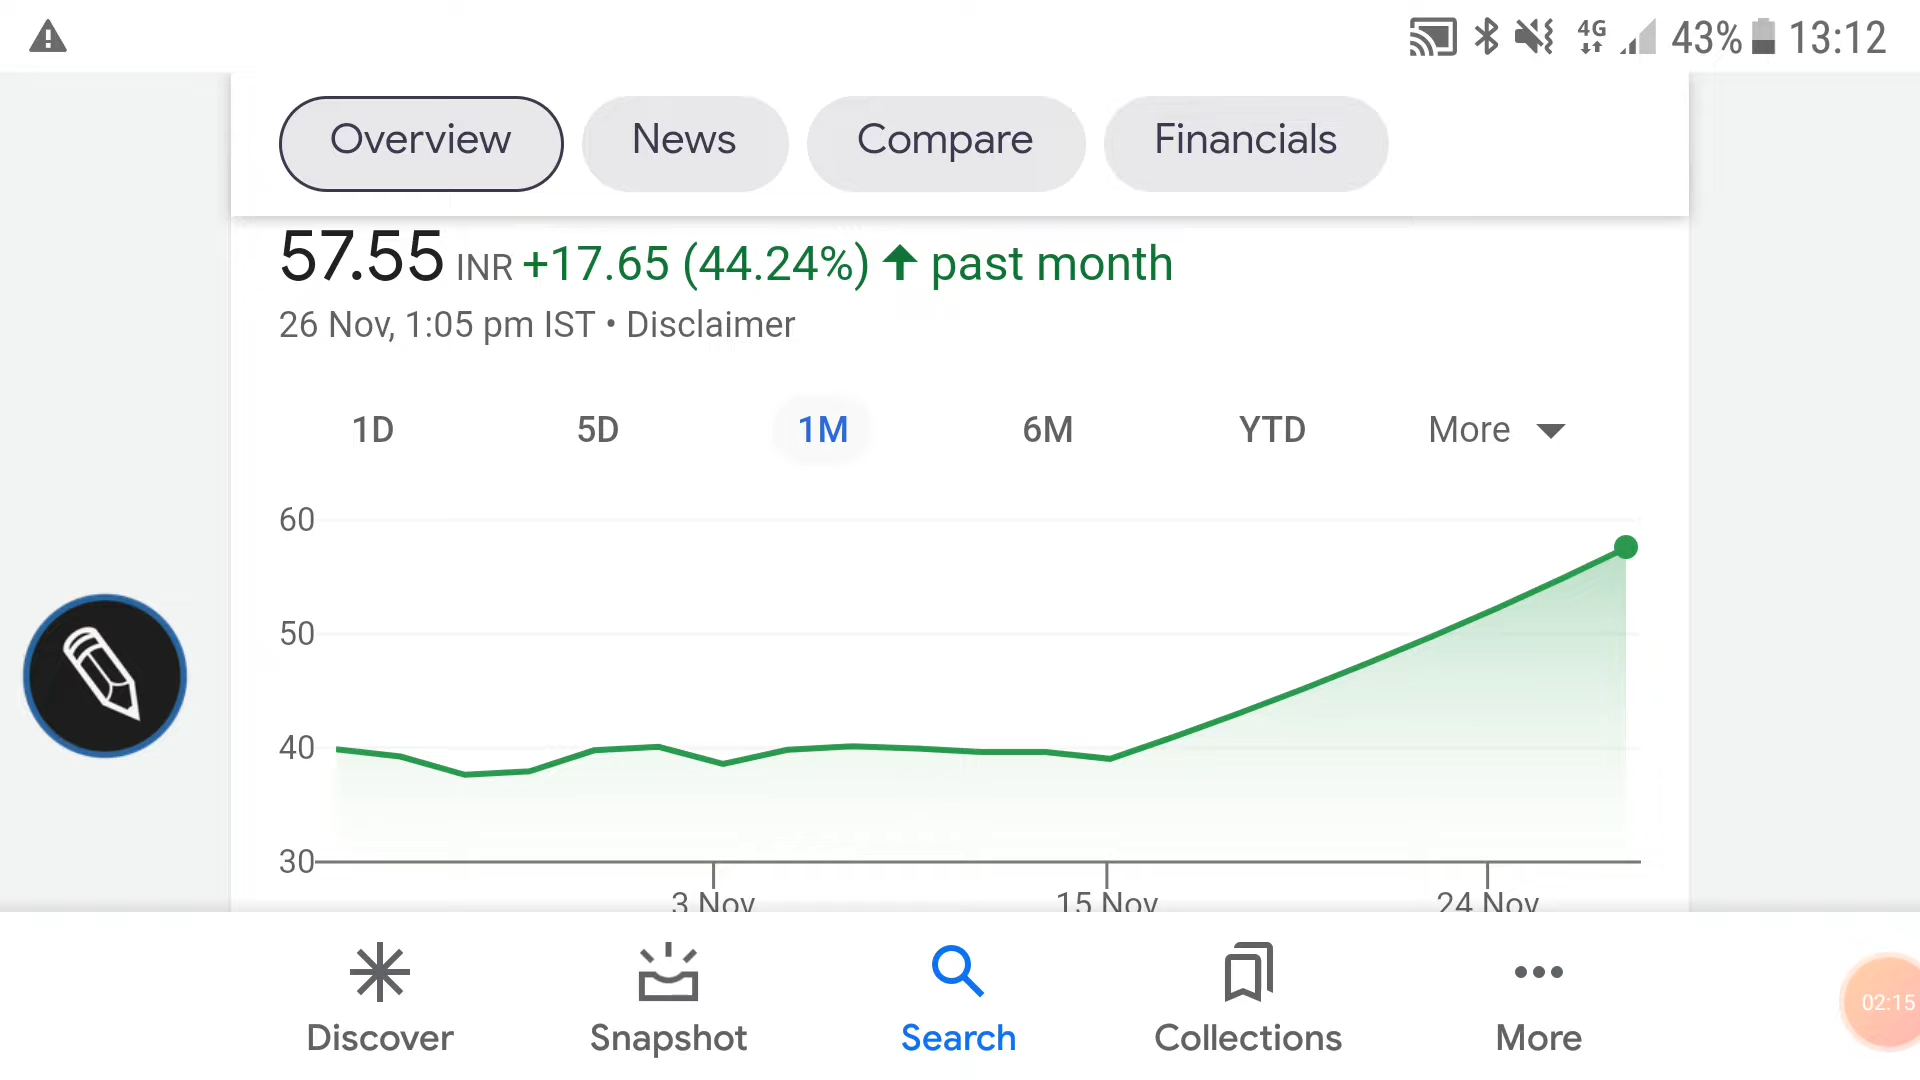 4G 43% 13:12
Overview News Compare Financials
57.55 INR +17.65 (44.24%) past month
26 Nov, 1:05 pm IST • Disclaimer
1D 5D 1M 6M YTD More
60
50
40
30
3 Nov 15 Nov 24 Nov
Discover Snapshot Search Collections More
02:15